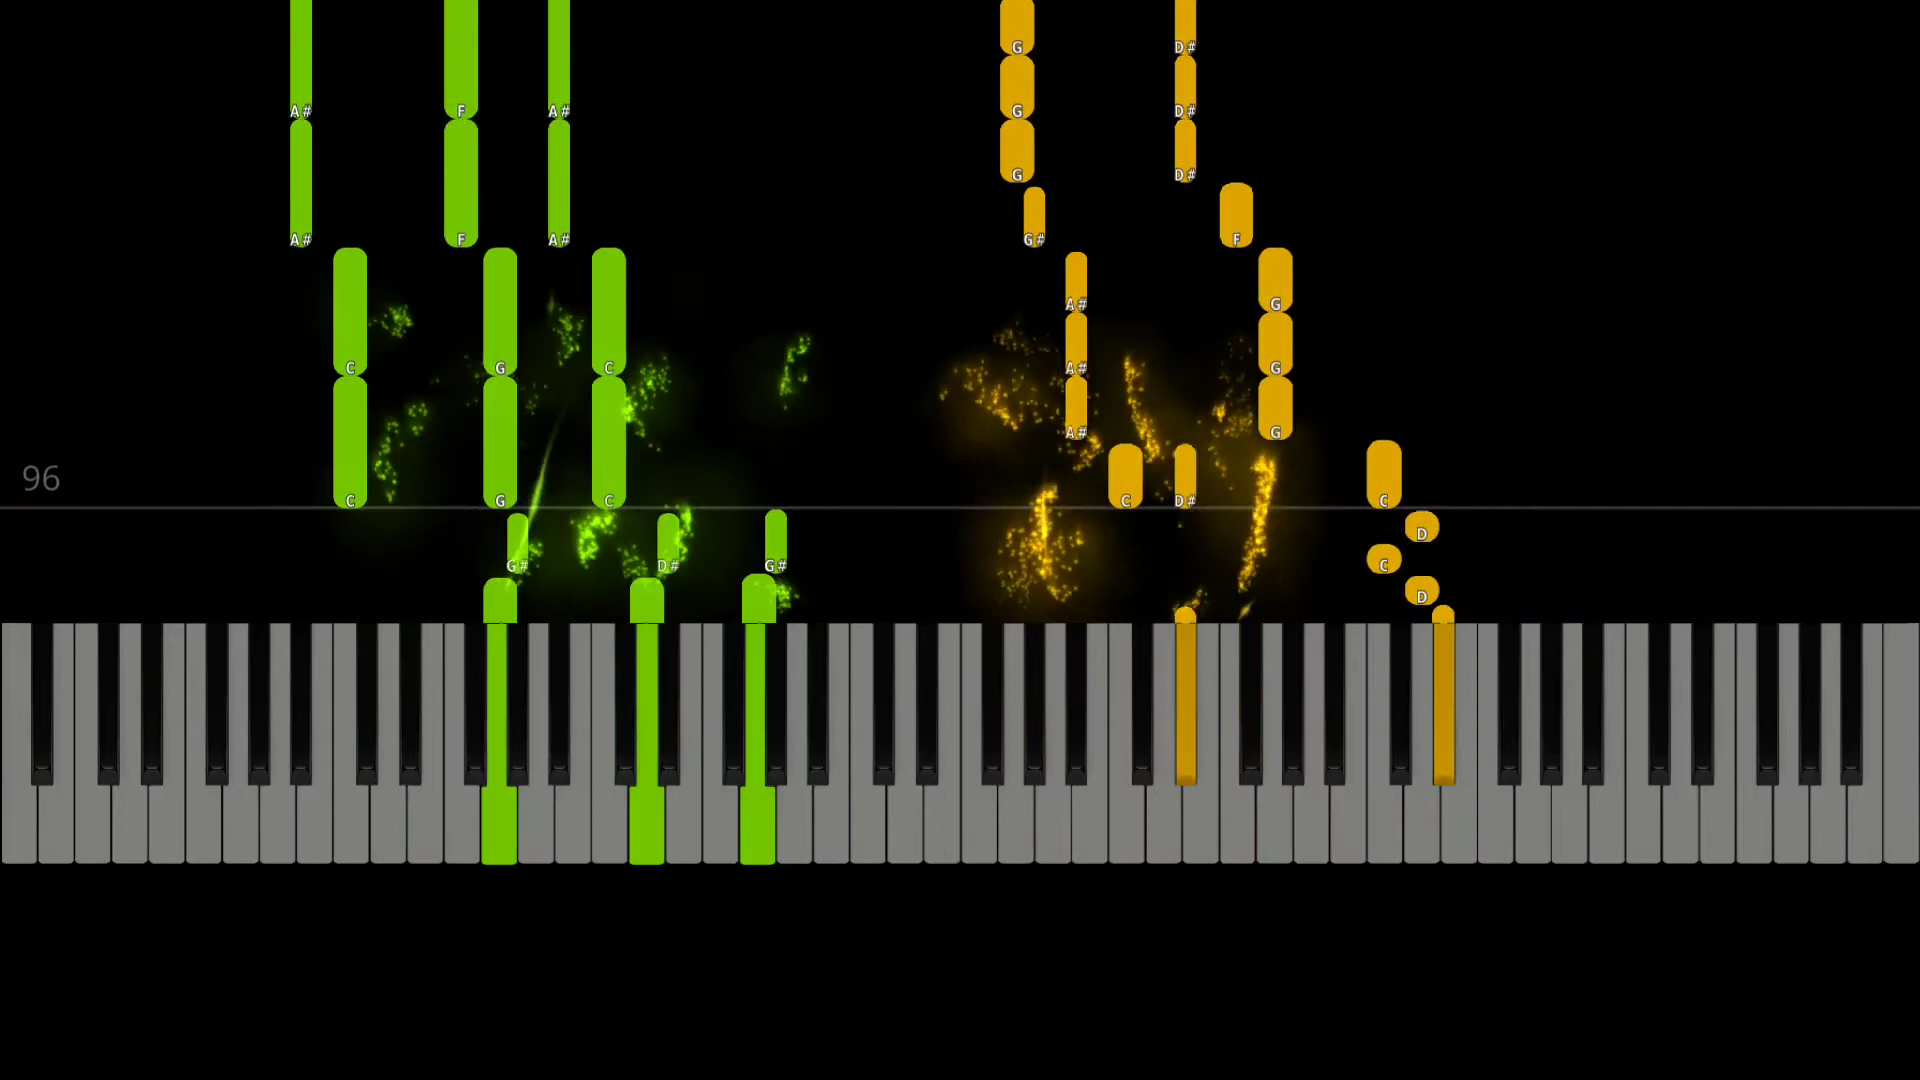 G D#
G D#
A# F A#
G D#
A# F A# G# F
A# G
C G C A# G
A# G
96
C G C C D# C
D
G# D# G# C
D